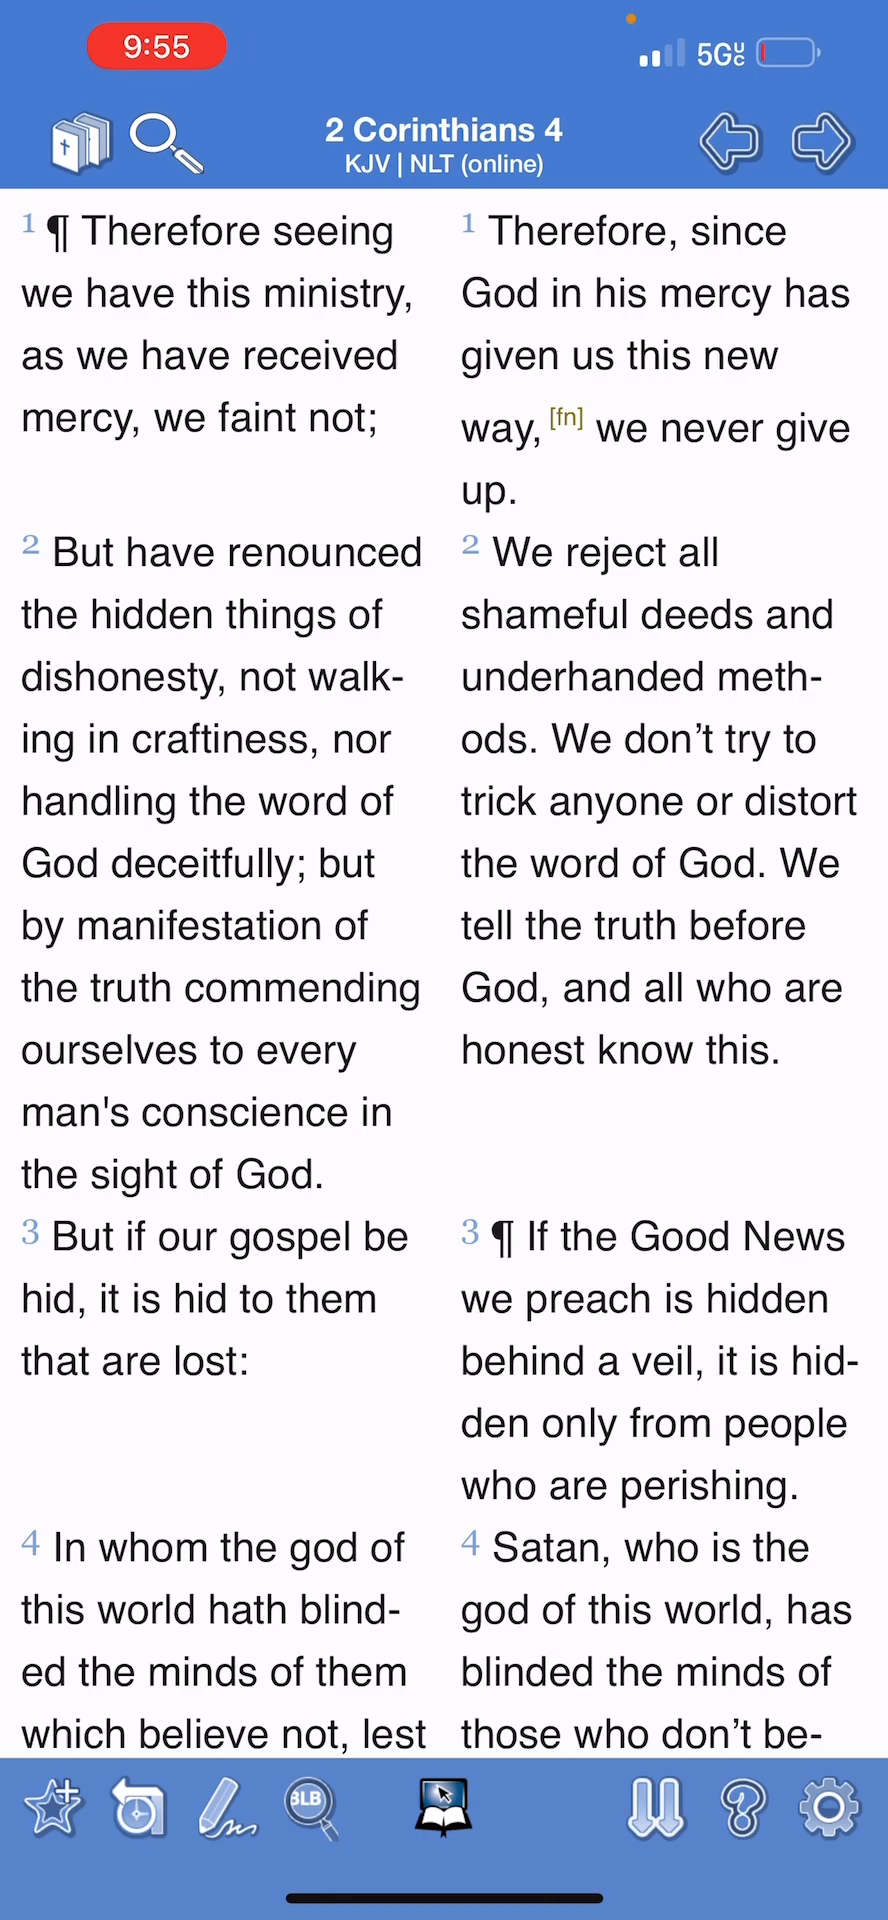 9:55
5GUC
2 Corinthians 4
KJV | NLT (online)
1 ¶ Therefore seeing
we have this ministry,
as we have received
mercy, we faint not;
1 Therefore, since
God in his mercy has
given us this new
way, [fn] we never give
up.
2 But have renounced
the hidden things of
dishonesty, not walk-
ing in craftiness, nor
handling the word of
God deceitfully; but
by manifestation of
the truth commending
ourselves to every
man's conscience in
the sight of God.
2 We reject all
shameful deeds and
underhanded meth-
ods. We don’t try to
trick anyone or distort
the word of God. We
tell the truth before
God, and all who are
honest know this.
3 But if our gospel be
hid, it is hid to them
that are lost:
3 ¶ If the Good News
we preach is hidden
behind a veil, it is hid-
den only from people
who are perishing.
4 In whom the god of
this world hath blind-
ed the minds of them
which believe not, lest
4 Satan, who is the
god of this world, has
blinded the minds of
those who don’t be-
BLB